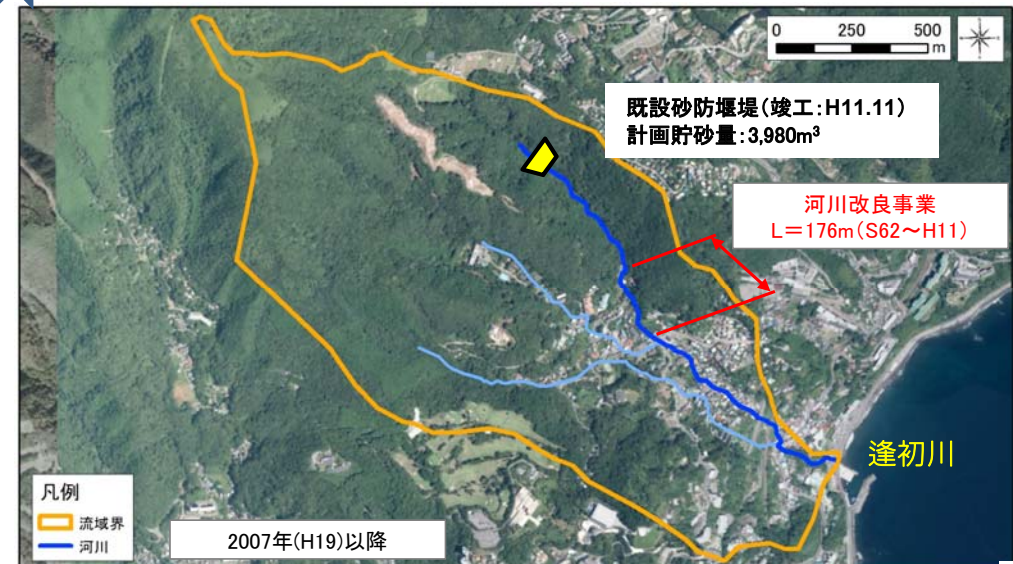 0 250 500
m
既設砂防堰堤(竣工:H11.11)
計画貯砂量:3,980m³
河川改良事業
L=176m(S62~H11)
逢初川
凡例
流域界
河川
2007年(H19)以降